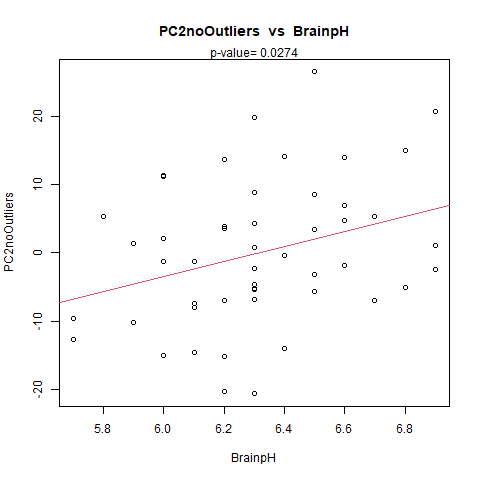 PC2noOutliers vs BrainpH
p-value= 0.0274
PC2noOutliers
20
10
0
-10
-20
5.8 6.0 6.2 6.4 6.6 6.8
BrainpH